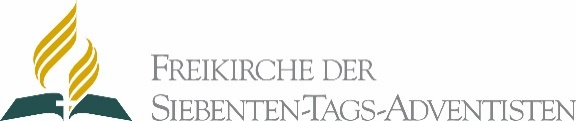 FREIKIRCHE DER
SIEBENTEN-TAGS-ADVENTISTEN